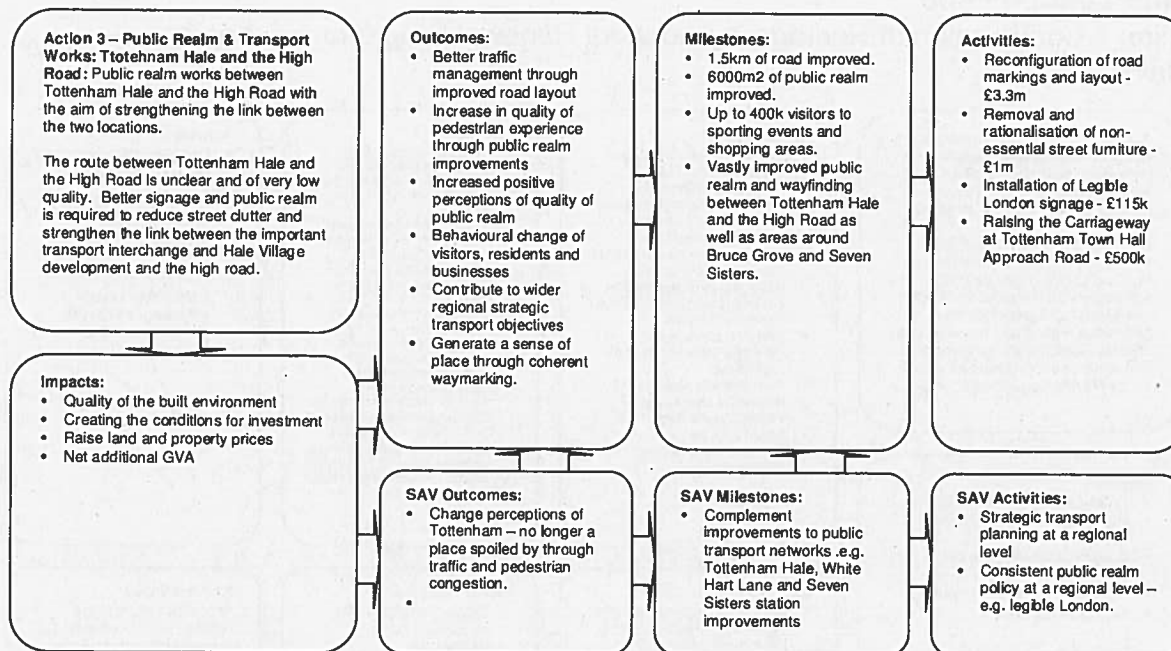 Action 3 – Public Realm & Transport
Works: Ttotenham Hale and the High
Road: Public realm works between
Tottenham Hale and the High Road with
the aim of strengthening the link between
the two locations.
The route between Tottenham Hale and
the High Road is unclear and of very low
quality. Better signage and public realm
is required to reduce street clutter and
strengthen the link between the important
transport interchange and Hale Village
development and the high road.
Impacts:
• Quality of the built environment
• Creating the conditions for investment
• Raise land and property prices
• Net additional GVA
Outcomes:
• Better traffic
management through
improved road layout
• Increase in quality of
pedestrian experience
through public realm
improvements
• Increased positive
perceptions of quality of
public realm
• Behavioural change of
visitors, residents and
businesses
• Contribute to wider
regional strategic
transport objectives
• Generate a sense of
place through coherent
waymarking.
Milestones:
• 1.5km of road improved.
• 6000m2 of public realm
improved.
• Up to 400k visitors to
sporting events and
shopping areas.
• Vastly improved public
realm and wayfinding
between Tottenham Hale
and the High Road as
well as areas around
Bruce Grove and Seven
Sisters.
Activities:
• Reconfiguration of road
markings and layout -
£3.3m
• Removal and
rationalisation of non-
essential street furniture -
£1m
• Installation of Legible
London signage - £115k
• Raising the Carriageway
at Tottenham Town Hall
Approach Road - £500k
SAV Outcomes:
• Change perceptions of
Tottenham – no longer a
place spoiled by through
traffic and pedestrian
congestion.
•
SAV Milestones:
• Complement
improvements to public
transport networks .e.g.
Tottenham Hale, White
Hart Lane and Seven
Sisters station
improvements
SAV Activities:
• Strategic transport
planning at a regional
level
• Consistent public realm
policy at a regional level –
e.g. legible London.